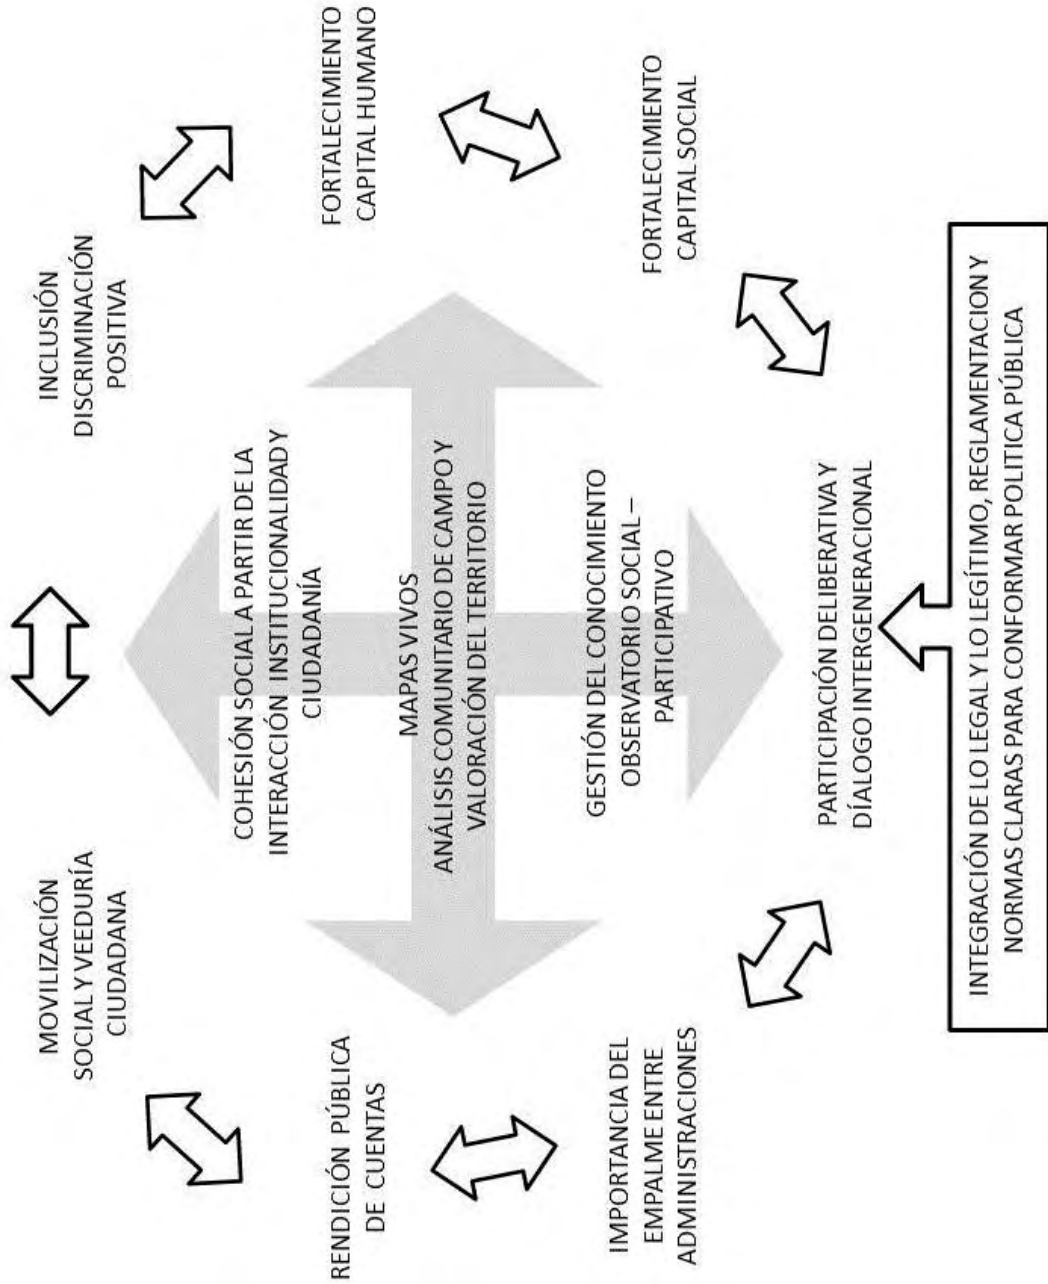 MOVILIZACIÓN
SOCIAL Y VEEDURÍA
CIUDADANA
INCLUSIÓN
DISCRIMINACIÓN
POSITIVA
COHESIÓN SOCIAL A PARTIR DE LA
INTERACCIÓN INSTITUCIONALIDAD Y
CIUDADANÍA
RENDICIÓN PÚBLICA
DE CUENTAS
MAPAS VIVOS
ANÁLISIS COMUNITARIO DE CAMPO Y
VALORACIÓN DEL TERRITORIO
FORTALECIMIENTO
CAPITAL HUMANO
IMPORTANCIA DEL
EMPALME ENTRE
ADMINISTRACIONES
GESTIÓN DEL CONOCIMIENTO
OBSERVATORIO SOCIAL –
PARTICIPATIVO
FORTALECIMIENTO
CAPITAL SOCIAL
PARTICIPACIÓN DELIBERATIVA Y
DÍALOGO INTERGENERACIONAL
INTEGRACIÓN DE LO LEGAL Y LO LEGÍTIMO, REGLAMENTACION Y
NORMAS CLARAS PARA CONFORMAR POLITICA PÚBLICA